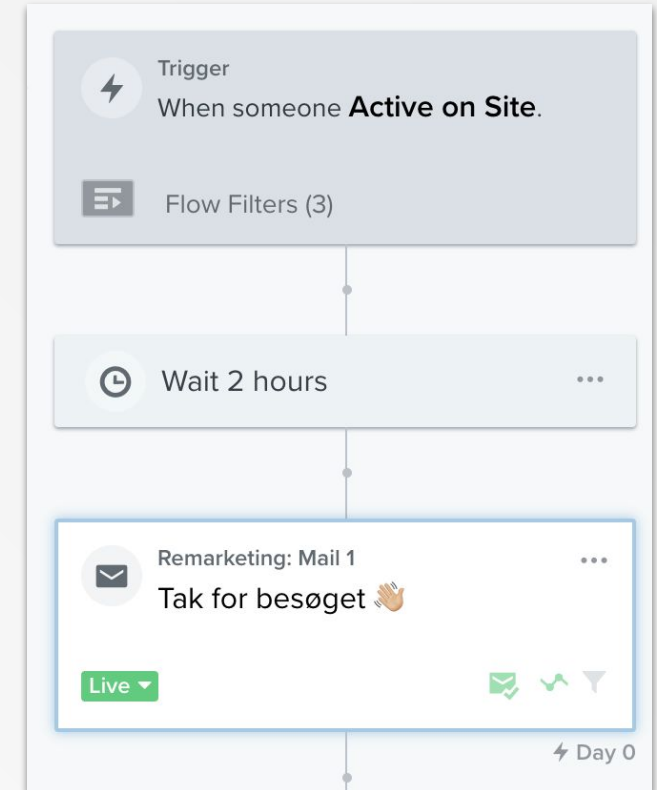 Trigger
When someone Active on Site.
Flow Filters (3)
Wait 2 hours
Remarketing: Mail 1
Tak for besøget 👋🏼
Live
Day 0